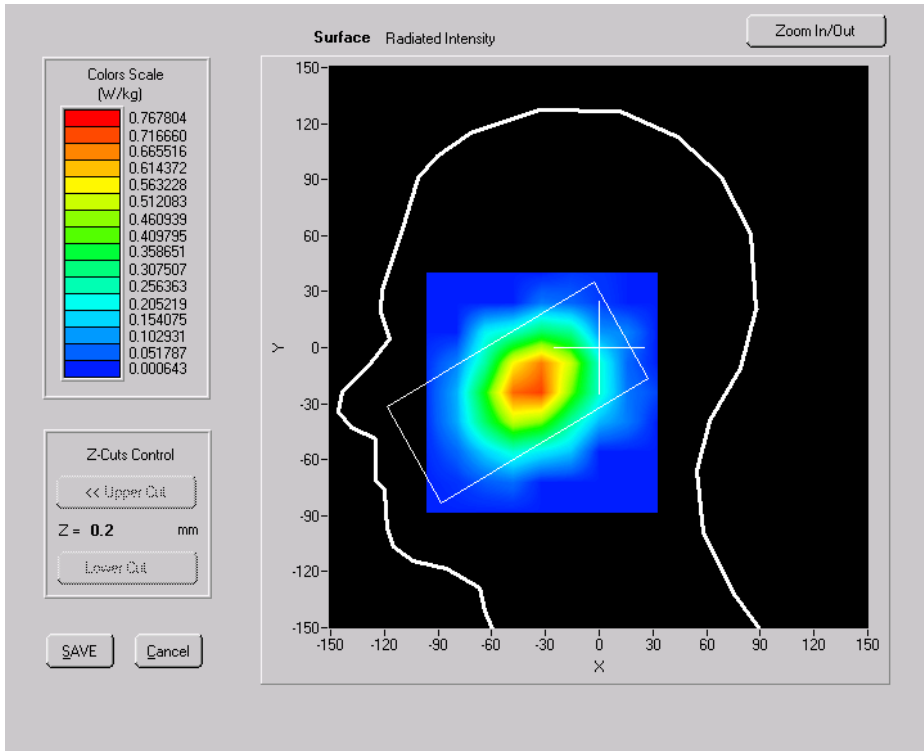 Surface Radiated Intensity
Zoom In/Out
Colors Scale
(W/kg)
0.767804
0.716660
0.665516
0.614372
0.563228
0.512083
0.460939
0.409795
0.358651
0.307507
0.256363
0.205219
0.154075
0.102931
0.051787
0.000643
Z-Cuts Control
<< Upper Cut
Z = 0.2 mm
Lower Cut
SAVE
Cancel
150
120
90
60
30
0
-30
-60
-90
-120
-150
Y
-150 -120 -90 -60 -30 0 30 60 90 120 150
X